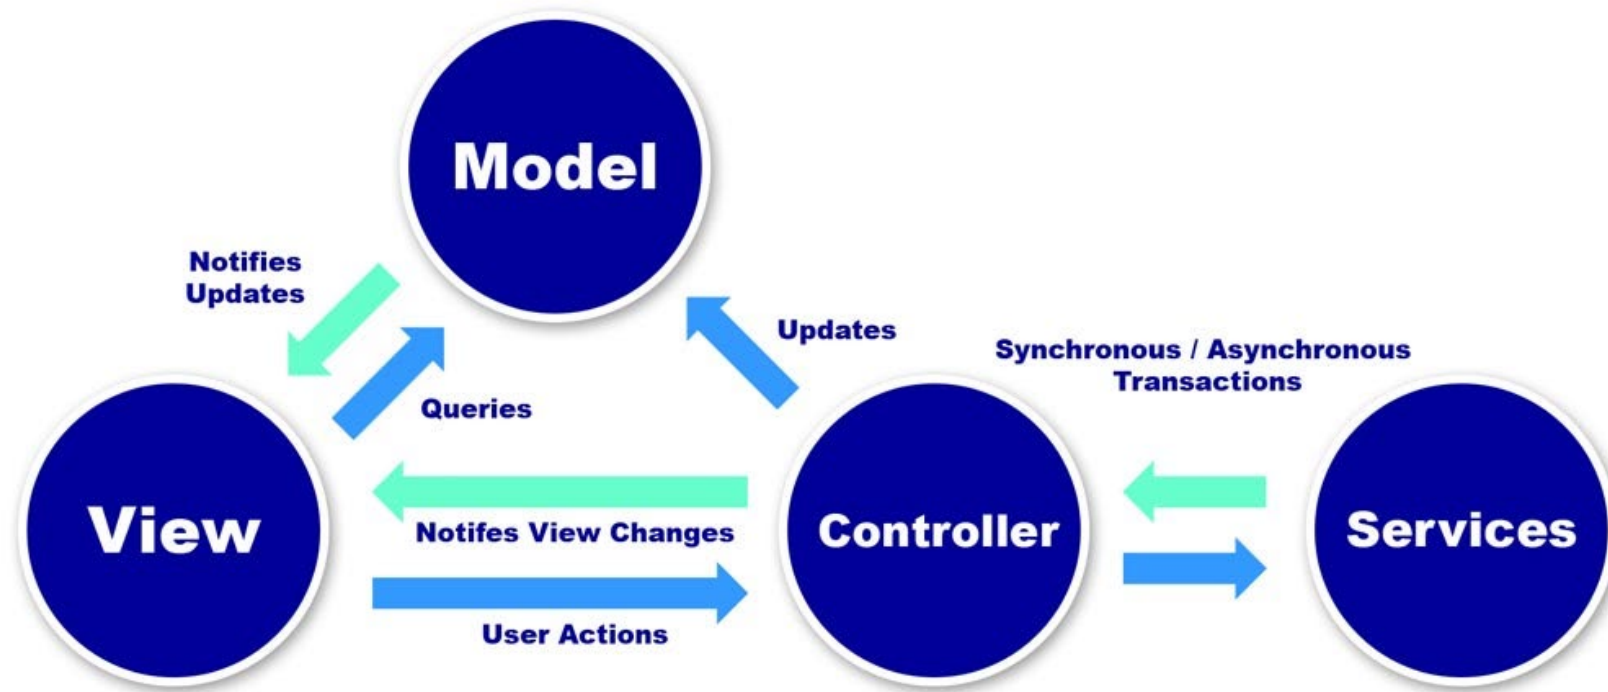 Model
Notifies
Updates
Updates
Synchronous / Asynchronous
Transactions
Queries
View
Notifes View Changes
Controller
Services
User Actions